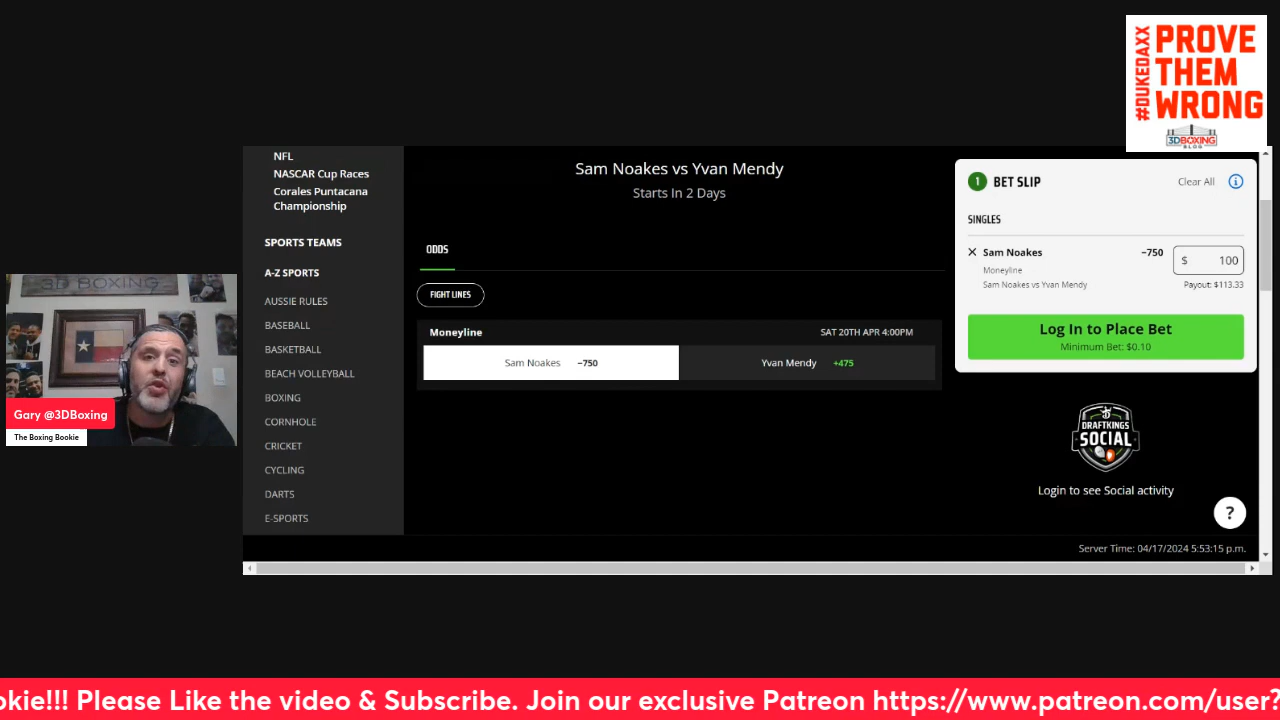 #DUKEDAXX
PROVE
THEM
WRONG
3DBOXING
BLOG
NFL
NASCAR Cup Races
Corales Puntacana
Championship
SPORTS TEAMS
A-Z SPORTS
AUSSIE RULES
BASEBALL
BASKETBALL
BEACH VOLLEYBALL
BOXING
CORNHOLE
CRICKET
CYCLING
DARTS
E-SPORTS
Sam Noakes vs Yvan Mendy
Starts In 2 Days
ODDS
FIGHT LINES
Moneyline SAT 20TH APR 4:00PM
Sam Noakes −750 Yvan Mendy +475
1 BET SLIP Clear All i
SINGLES
Sam Noakes −750 $ 100
Moneyline
Sam Noakes vs Yvan Mendy Payout: $113.33
Log In to Place Bet
Minimum Bet: $0.10
DRAFTKINGS
SOCIAL
Login to see Social activity
?
Server Time: 04/17/2024 5:53:15 p.m.
3D BOXING
Gary @3DBoxing
The Boxing Bookie
okie!!! Please Like the video & Subscribe. Join our exclusive Patreon https://www.patreon.com/user?